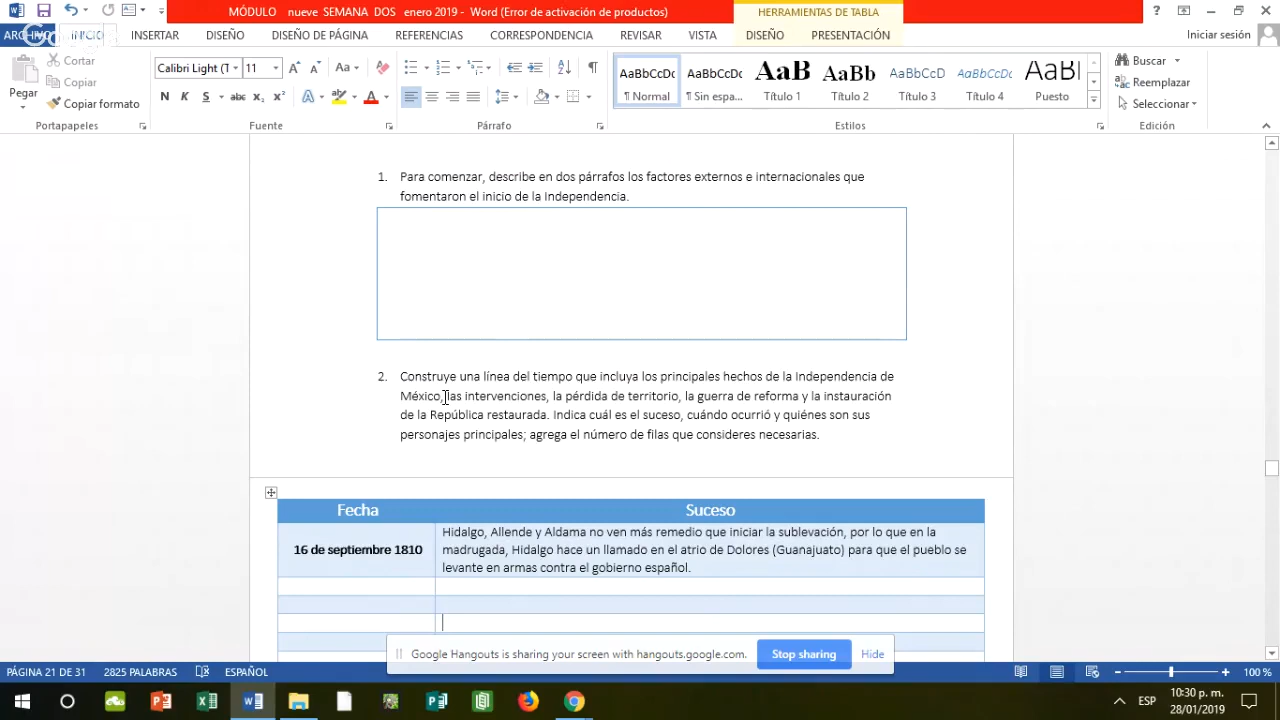 MÓDULO nueve SEMANA DOS enero 2019 - Word (Error de activación de productos)
HERRAMIENTAS DE TABLA
?
ARCHIVO INICIO INSERTAR DISEÑO DISEÑO DE PÁGINA REFERENCIAS CORRESPONDENCIA REVISAR VISTA DISEÑO PRESENTACIÓN Iniciar sesión
Cortar
Copiar
Copiar formato
Pegar
Portapapeles
Calibri Light (T 11
N K S abc x₂ x²
Fuente
Párrafo
AaBbCcDc AaBbCcDc AaB AaBb AaBbCcD AaBbCcD AaBb
¶ Normal ¶ Sin espa... Título 1 Título 2 Título 3 Título 4 Puesto
Estilos
Buscar
Reemplazar
Seleccionar
Edición
1. Para comenzar, describe en dos párrafos los factores externos e internacionales que
fomentaron el inicio de la Independencia.
2. Construye una línea del tiempo que incluya los principales hechos de la Independencia de
México, las intervenciones, la pérdida de territorio, la guerra de reforma y la instauración
de la República restaurada. Indica cuál es el suceso, cuándo ocurrió y quiénes son sus
personajes principales; agrega el número de filas que consideres necesarias.
Fecha Suceso
16 de septiembre 1810
Hidalgo, Allende y Aldama no ven más remedio que iniciar la sublevación, por lo que en la
madrugada, Hidalgo hace un llamado en el atrio de Dolores (Guanajuato) para que el pueblo se
levante en armas contra el gobierno español.
Google Hangouts is sharing your screen with hangouts.google.com. Stop sharing Hide
PÁGINA 21 DE 31 2825 PALABRAS ESPAÑOL 100 %
ESP
10:30 p. m.
28/01/2019